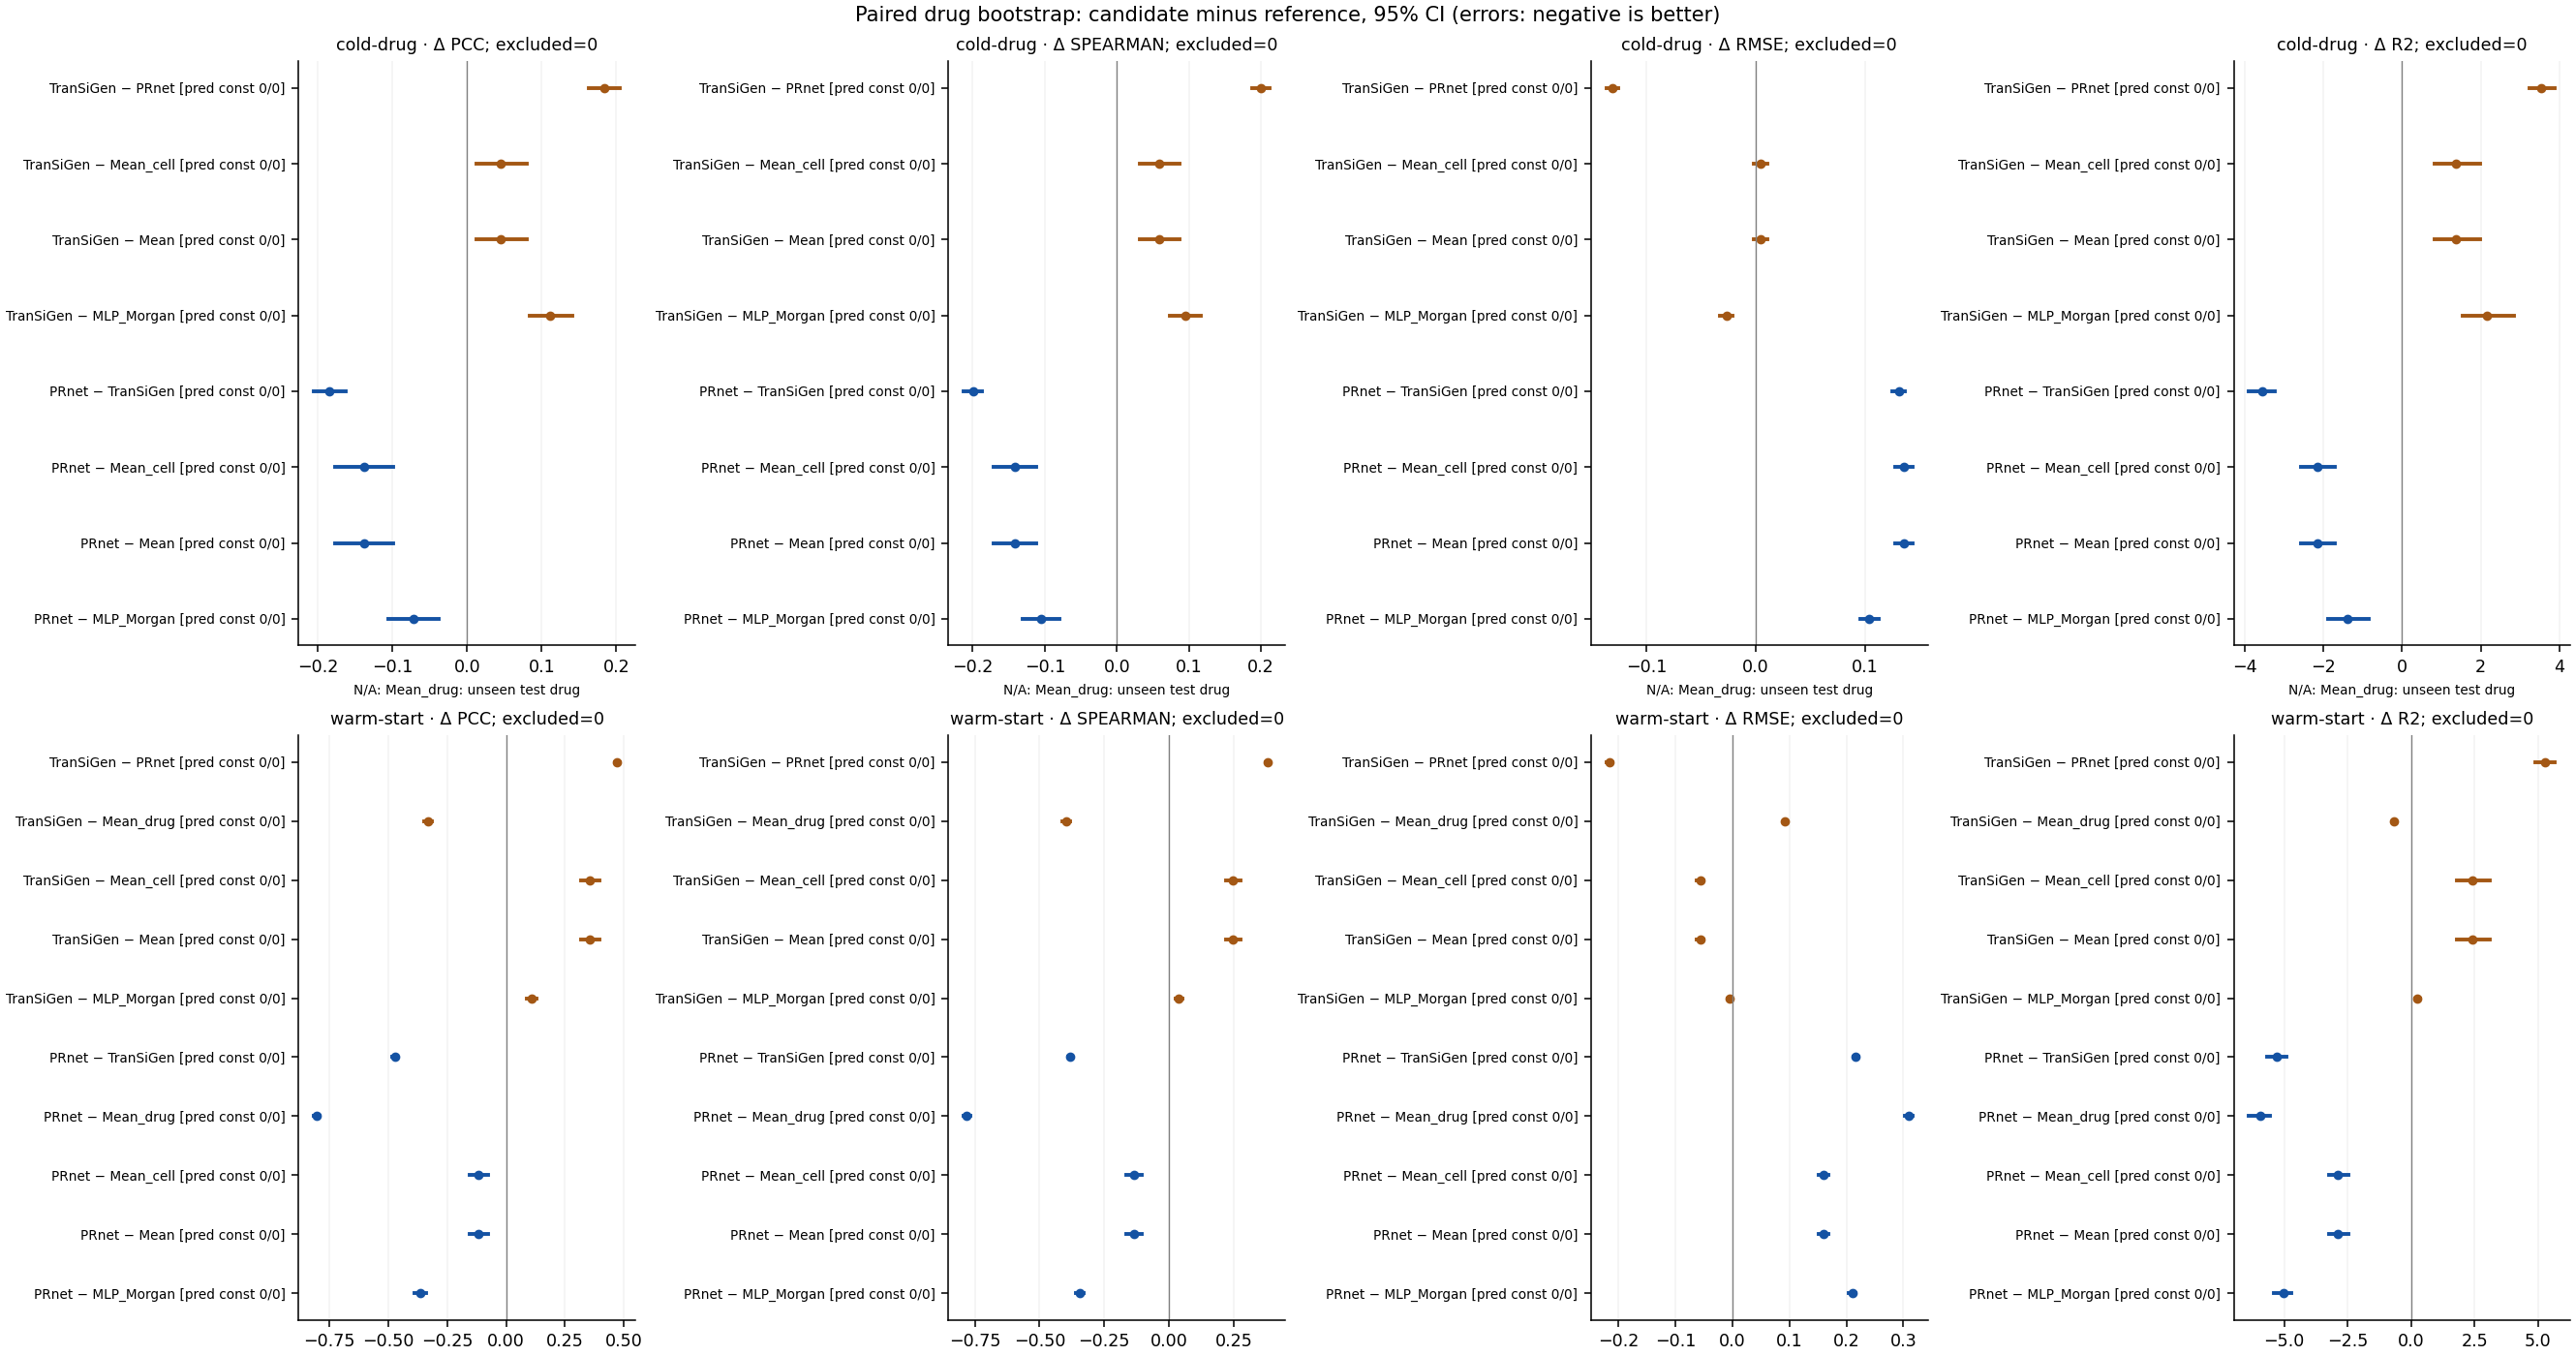 Paired drug bootstrap: candidate minus reference, 95% CI (errors: negative is better)
cold-drug · Δ PCC; excluded=0
TranSiGen − PRnet [pred const 0/0]
TranSiGen − Mean_cell [pred const 0/0]
TranSiGen − Mean [pred const 0/0]
TranSiGen − MLP_Morgan [pred const 0/0]
PRnet − TranSiGen [pred const 0/0]
PRnet − Mean_cell [pred const 0/0]
PRnet − Mean [pred const 0/0]
PRnet − MLP_Morgan [pred const 0/0]
−0.2 −0.1 0.0 0.1 0.2
N/A: Mean_drug: unseen test drug
cold-drug · Δ SPEARMAN; excluded=0
TranSiGen − PRnet [pred const 0/0]
TranSiGen − Mean_cell [pred const 0/0]
TranSiGen − Mean [pred const 0/0]
TranSiGen − MLP_Morgan [pred const 0/0]
PRnet − TranSiGen [pred const 0/0]
PRnet − Mean_cell [pred const 0/0]
PRnet − Mean [pred const 0/0]
PRnet − MLP_Morgan [pred const 0/0]
−0.2 −0.1 0.0 0.1 0.2
N/A: Mean_drug: unseen test drug
cold-drug · Δ RMSE; excluded=0
TranSiGen − PRnet [pred const 0/0]
TranSiGen − Mean_cell [pred const 0/0]
TranSiGen − Mean [pred const 0/0]
TranSiGen − MLP_Morgan [pred const 0/0]
PRnet − TranSiGen [pred const 0/0]
PRnet − Mean_cell [pred const 0/0]
PRnet − Mean [pred const 0/0]
PRnet − MLP_Morgan [pred const 0/0]
−0.1 0.0 0.1
N/A: Mean_drug: unseen test drug
cold-drug · Δ R2; excluded=0
TranSiGen − PRnet [pred const 0/0]
TranSiGen − Mean_cell [pred const 0/0]
TranSiGen − Mean [pred const 0/0]
TranSiGen − MLP_Morgan [pred const 0/0]
PRnet − TranSiGen [pred const 0/0]
PRnet − Mean_cell [pred const 0/0]
PRnet − Mean [pred const 0/0]
PRnet − MLP_Morgan [pred const 0/0]
−4 −2 0 2 4
N/A: Mean_drug: unseen test drug
warm-start · Δ PCC; excluded=0
TranSiGen − PRnet [pred const 0/0]
TranSiGen − Mean_drug [pred const 0/0]
TranSiGen − Mean_cell [pred const 0/0]
TranSiGen − Mean [pred const 0/0]
TranSiGen − MLP_Morgan [pred const 0/0]
PRnet − TranSiGen [pred const 0/0]
PRnet − Mean_drug [pred const 0/0]
PRnet − Mean_cell [pred const 0/0]
PRnet − Mean [pred const 0/0]
PRnet − MLP_Morgan [pred const 0/0]
−0.75 −0.50 −0.25 0.00 0.25 0.50
warm-start · Δ SPEARMAN; excluded=0
TranSiGen − PRnet [pred const 0/0]
TranSiGen − Mean_drug [pred const 0/0]
TranSiGen − Mean_cell [pred const 0/0]
TranSiGen − Mean [pred const 0/0]
TranSiGen − MLP_Morgan [pred const 0/0]
PRnet − TranSiGen [pred const 0/0]
PRnet − Mean_drug [pred const 0/0]
PRnet − Mean_cell [pred const 0/0]
PRnet − Mean [pred const 0/0]
PRnet − MLP_Morgan [pred const 0/0]
−0.75 −0.50 −0.25 0.00 0.25
warm-start · Δ RMSE; excluded=0
TranSiGen − PRnet [pred const 0/0]
TranSiGen − Mean_drug [pred const 0/0]
TranSiGen − Mean_cell [pred const 0/0]
TranSiGen − Mean [pred const 0/0]
TranSiGen − MLP_Morgan [pred const 0/0]
PRnet − TranSiGen [pred const 0/0]
PRnet − Mean_drug [pred const 0/0]
PRnet − Mean_cell [pred const 0/0]
PRnet − Mean [pred const 0/0]
PRnet − MLP_Morgan [pred const 0/0]
−0.2 −0.1 0.0 0.1 0.2 0.3
warm-start · Δ R2; excluded=0
TranSiGen − PRnet [pred const 0/0]
TranSiGen − Mean_drug [pred const 0/0]
TranSiGen − Mean_cell [pred const 0/0]
TranSiGen − Mean [pred const 0/0]
TranSiGen − MLP_Morgan [pred const 0/0]
PRnet − TranSiGen [pred const 0/0]
PRnet − Mean_drug [pred const 0/0]
PRnet − Mean_cell [pred const 0/0]
PRnet − Mean [pred const 0/0]
PRnet − MLP_Morgan [pred const 0/0]
−5.0 −2.5 0.0 2.5 5.0